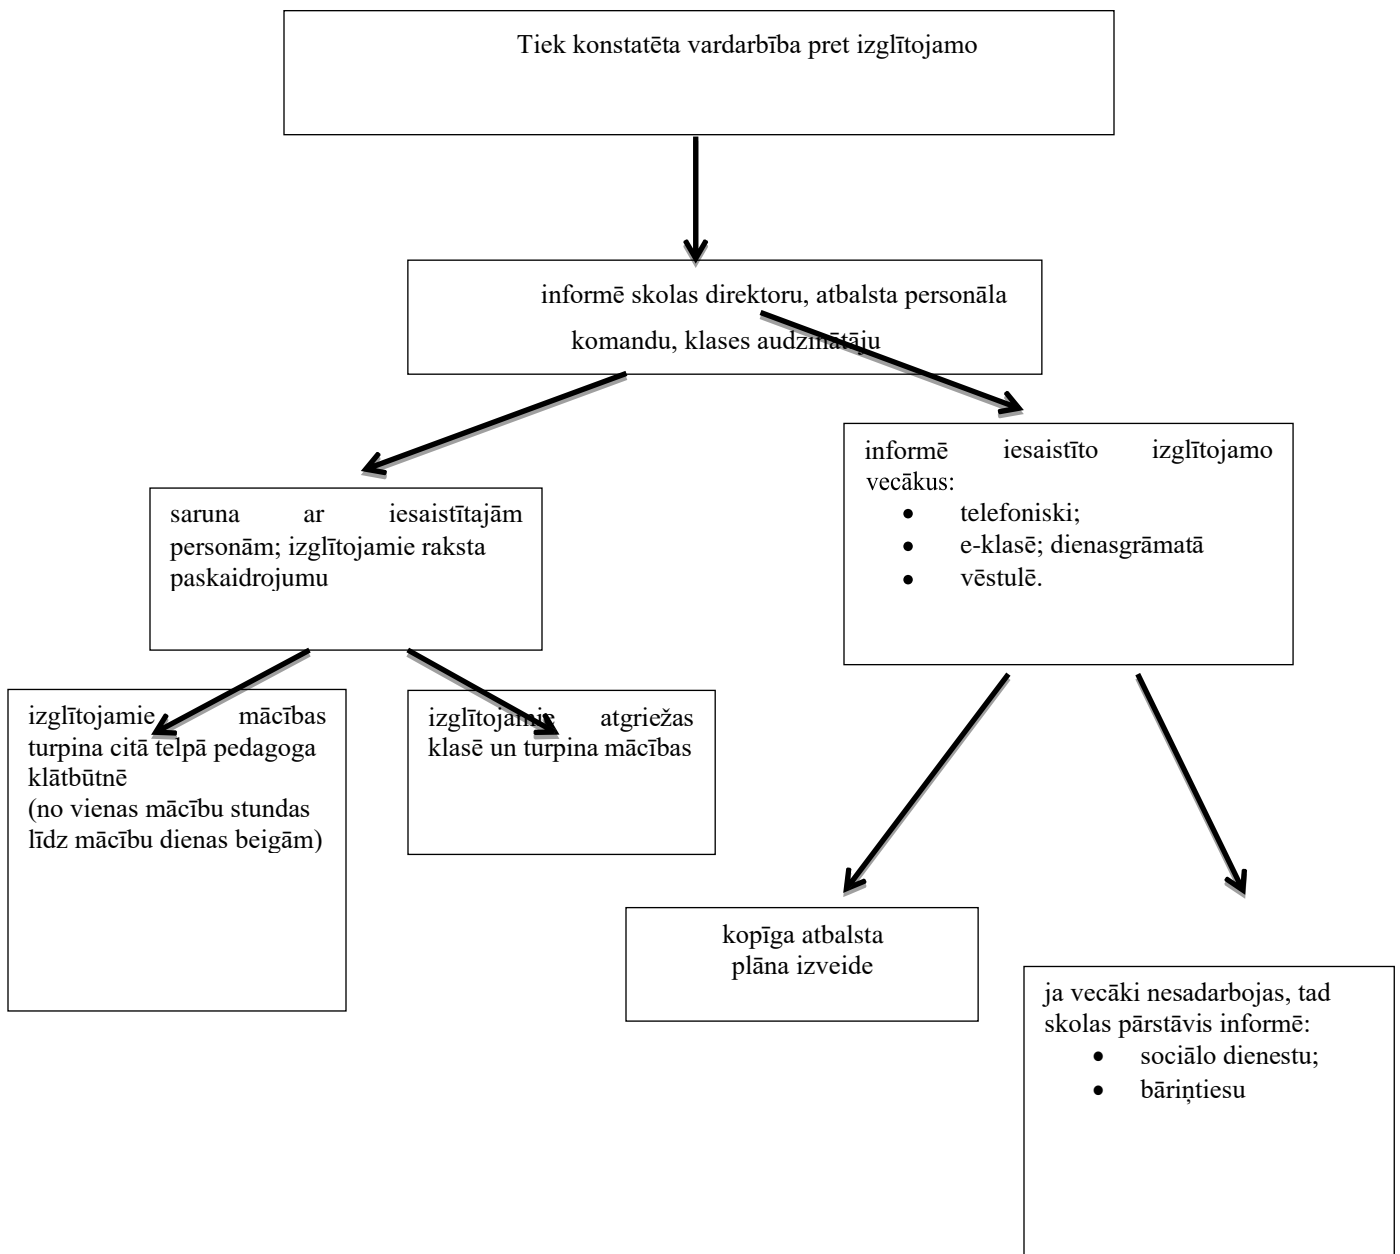 Tiek konstatēta vardarbība pret izglītojamo
informē skolas direktoru, atbalsta personāla
komandu, klases audzinātāju
informē iesaistīto izglītojamo
vecākus:
• telefoniski;
• e-klasē; dienasgrāmatā
• vēstulē.
saruna ar iesaistītajām
personām; izglītojamie raksta
paskaidrojumu
izglītojamie mācības
turpina citā telpā pedagoga
klātbūtnē
(no vienas mācību stundas
līdz mācību dienas beigām)
izglītojamie atgriežas
klasē un turpina mācības
kopīga atbalsta
plāna izveide
ja vecāki nesadarbojas, tad
skolas pārstāvis informē:
• sociālo dienestu;
• bāriņtiesu